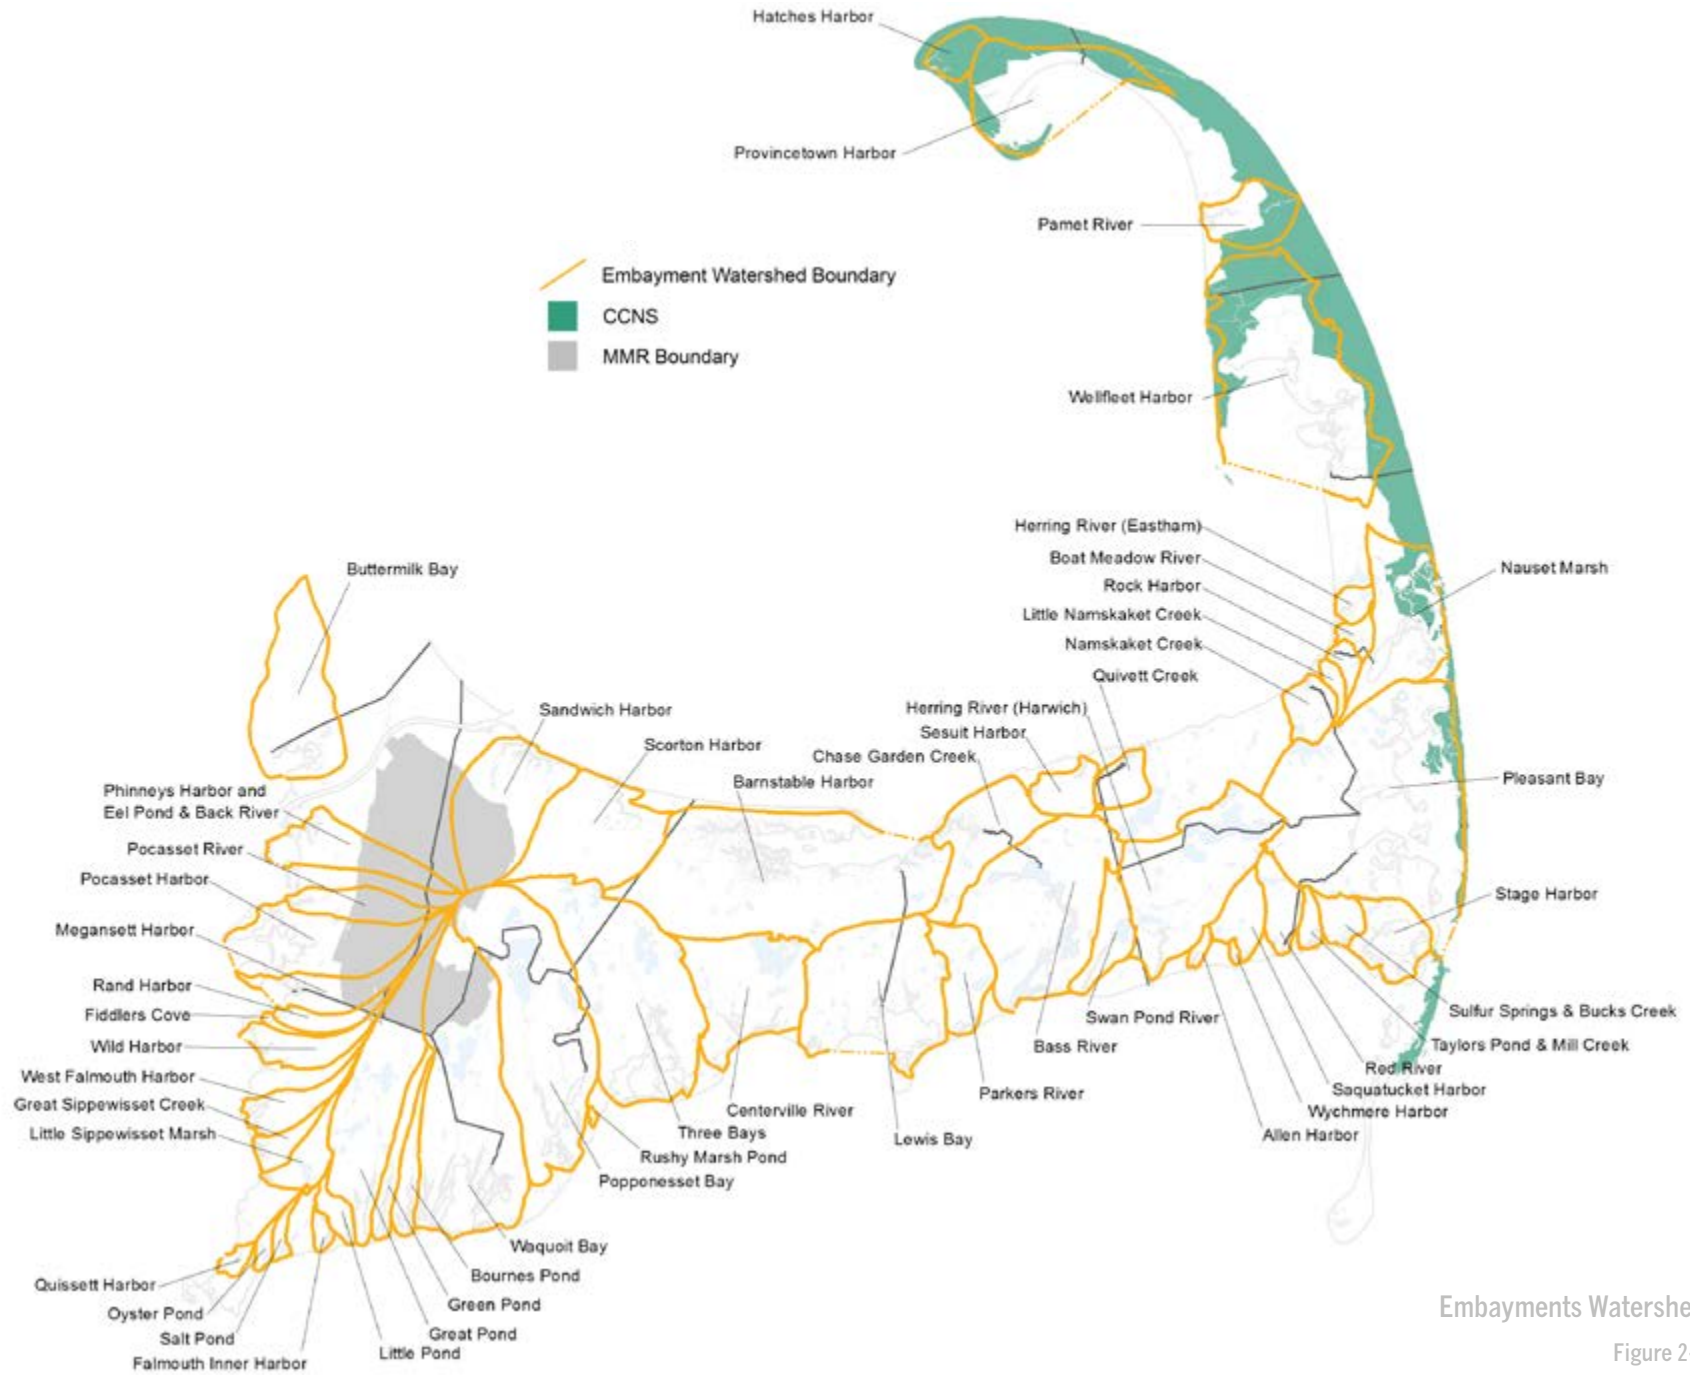 Hatches Harbor
Provincetown Harbor
Pamet River
Embayment Watershed Boundary
CCNS
MMR Boundary
Wellfleet Harbor
Herring River (Eastham)
Boat Meadow River
Rock Harbor
Little Namskaket Creek
Namskaket Creek
Quivett Creek
Nauset Marsh
Buttermilk Bay
Sandwich Harbor
Scorton Harbor
Barnstable Harbor
Herring River (Harwich)
Sesuit Harbor
Chase Garden Creek
Pleasant Bay
Phinneys Harbor and
Eel Pond & Back River
Pocasset River
Pocasset Harbor
Megansett Harbor
Rand Harbor
Fiddlers Cove
Wild Harbor
West Falmouth Harbor
Great Sippewisset Creek
Little Sippewisset Marsh
Stage Harbor
Sulfur Springs & Bucks Creek
Taylors Pond & Mill Creek
Red River
Saquatucket Harbor
Wychmere Harbor
Allen Harbor
Swan Pond River
Bass River
Parkers River
Lewis Bay
Centerville River
Three Bays
Rushy Marsh Pond
Popponesset Bay
Waquoit Bay
Bournes Pond
Green Pond
Great Pond
Little Pond
Quissett Harbor
Oyster Pond
Salt Pond
Falmouth Inner Harbor
Embayments Watershe
Figure 2